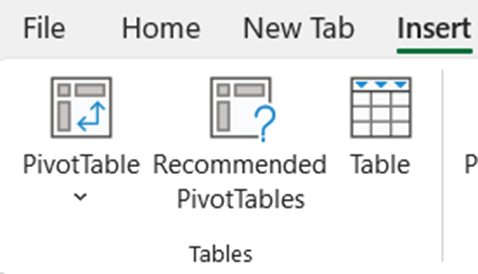 File Home New Tab Insert
PivotTable Recommended PivotTables Table P
Tables